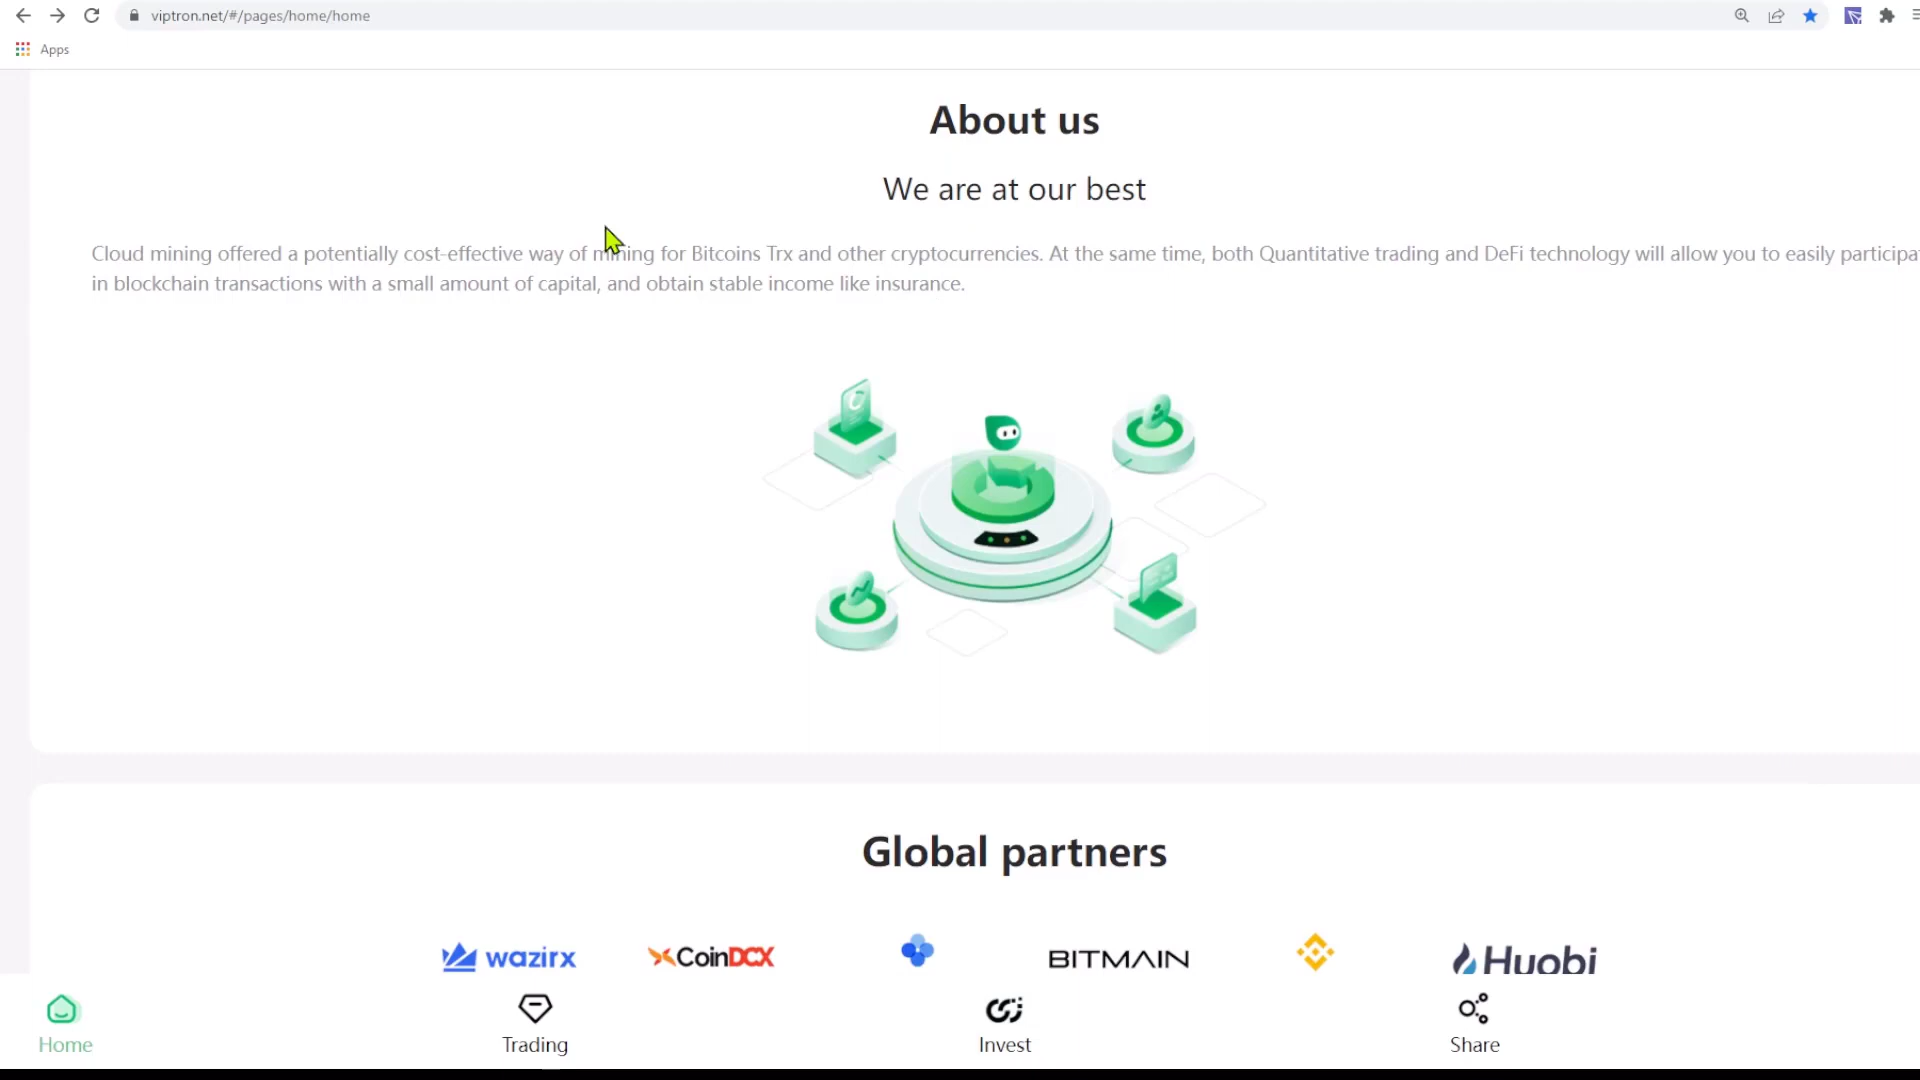 viptron.net/#/pages/home/home
Apps
About us
We are at our best
Cloud mining offered a potentially cost-effective way of mining for Bitcoins Trx and other cryptocurrencies. At the same time, both Quantitative trading and DeFi technology will allow you to easily participa
in blockchain transactions with a small amount of capital, and obtain stable income like insurance.
Global partners
wazirx CoinDCX BITMAIN Huobi
Home Trading Invest Share